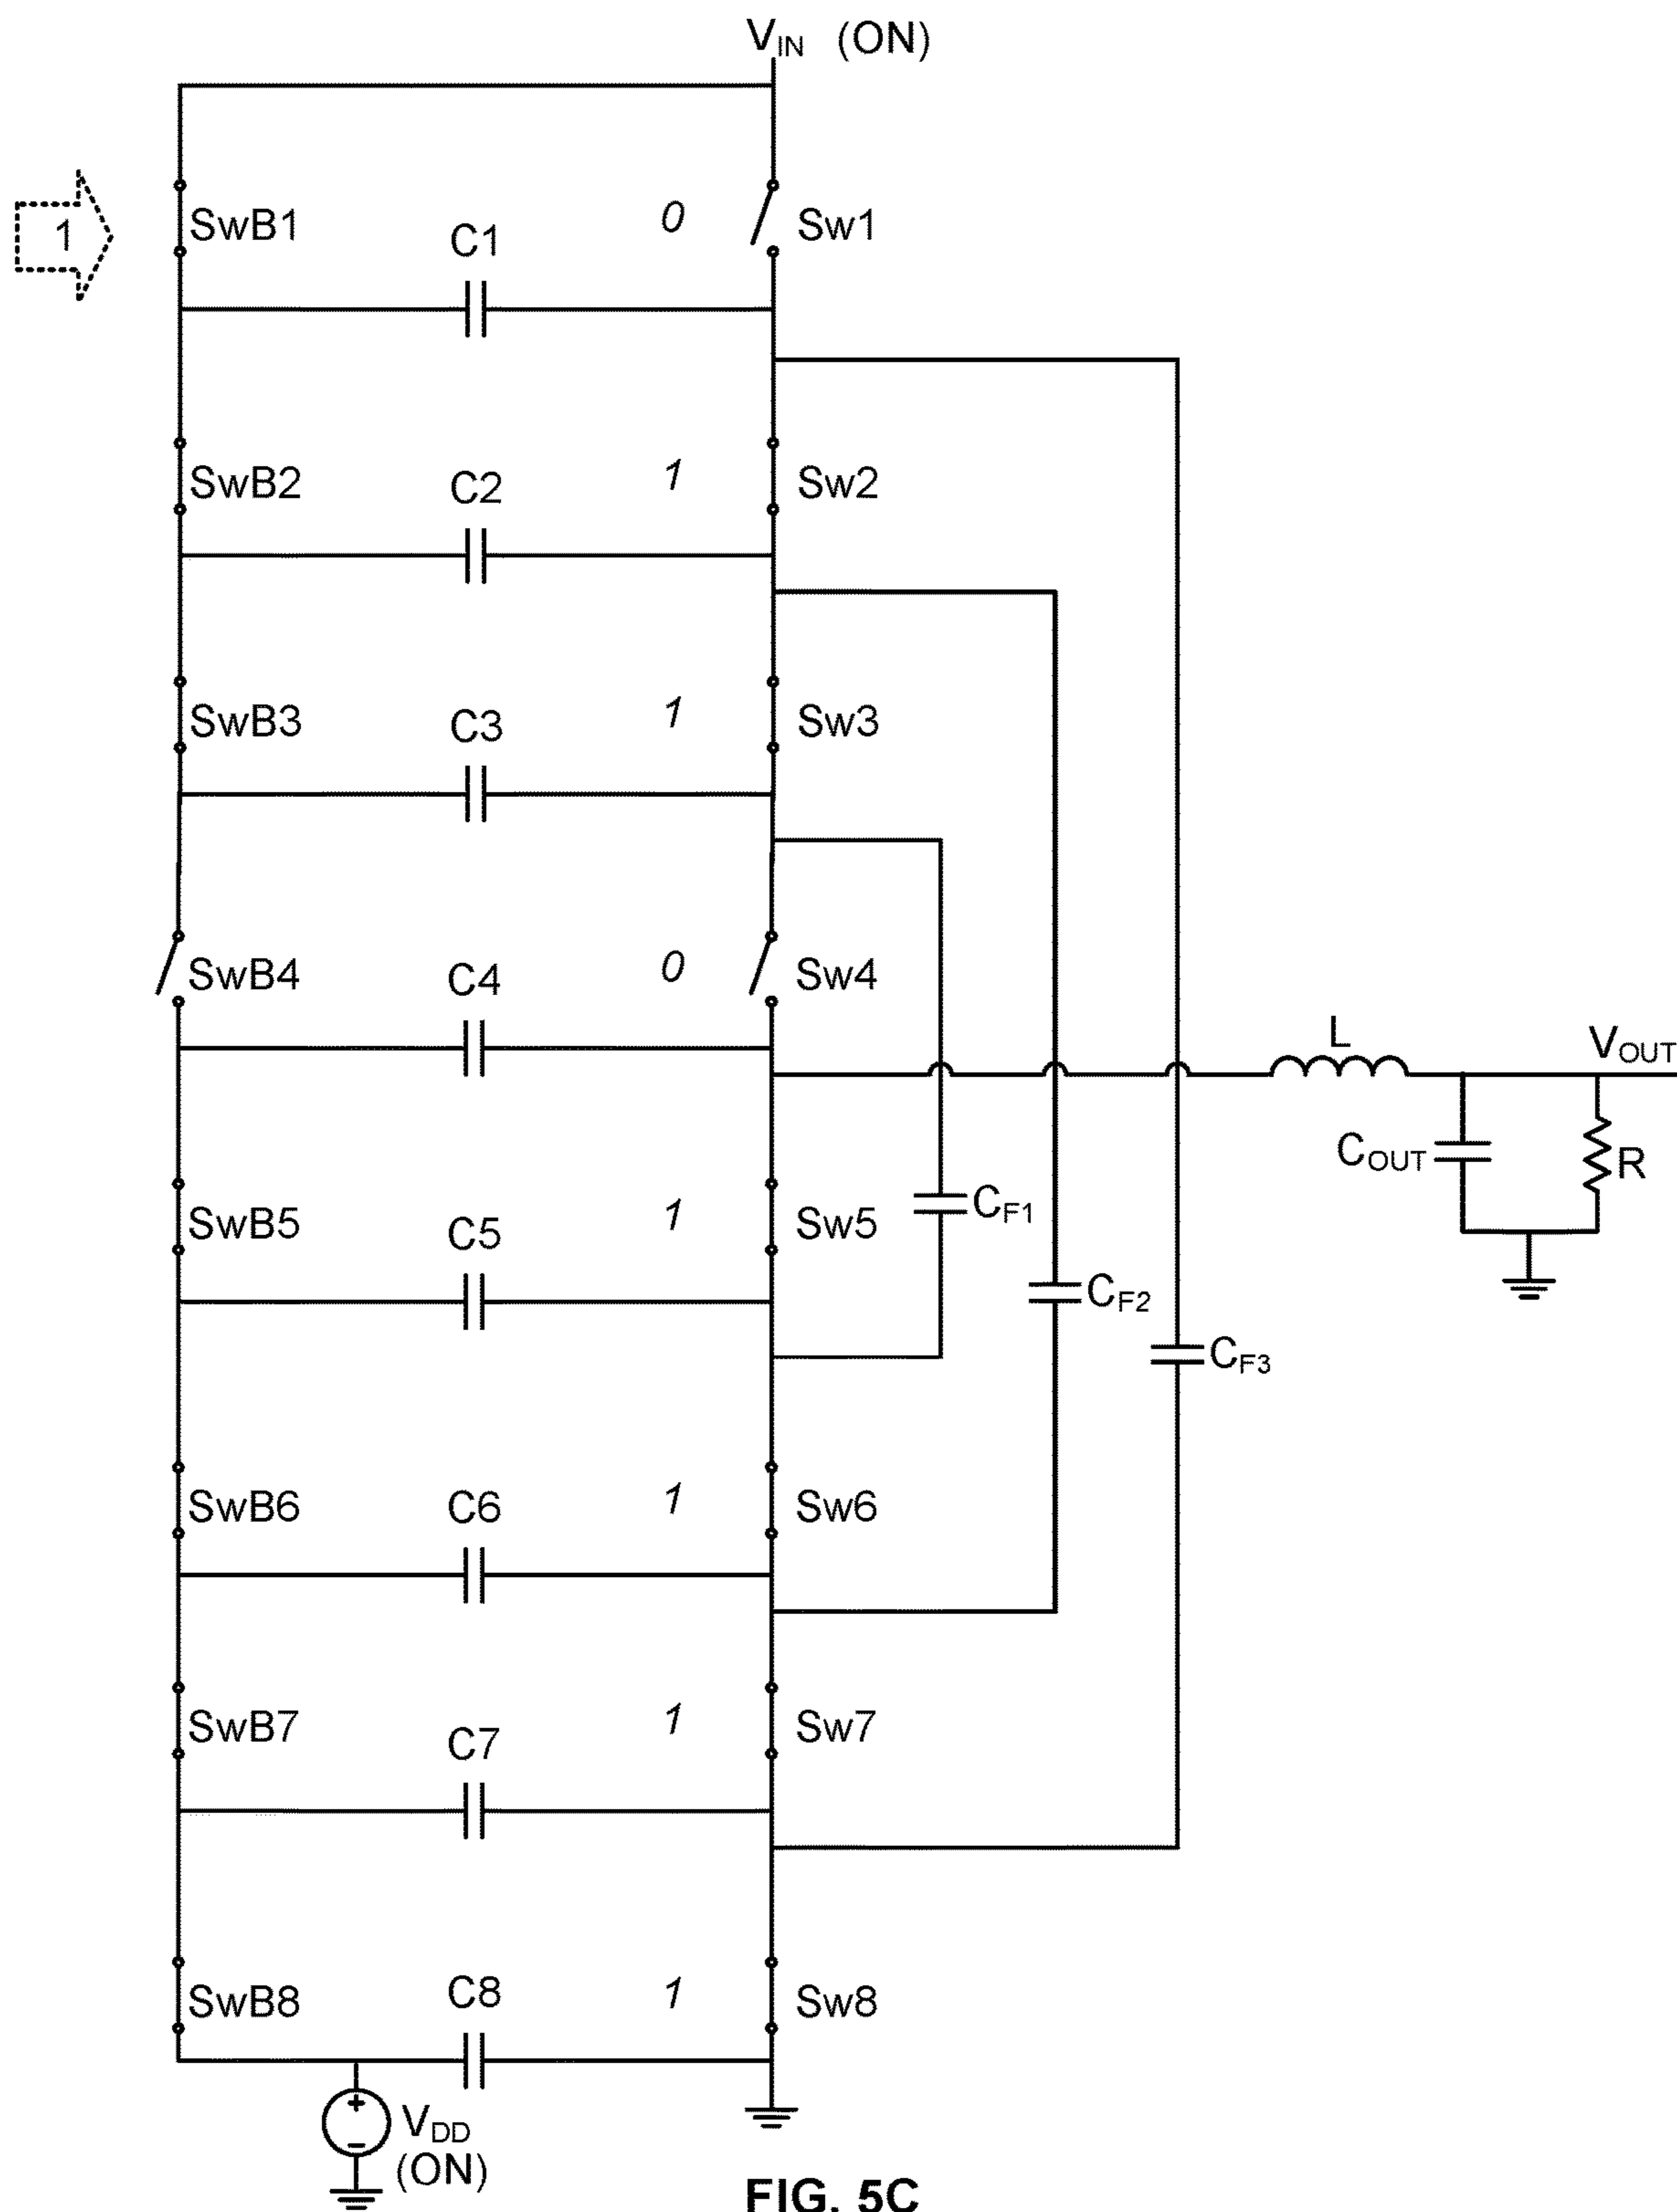 VIN (ON)
1
SwB1
C1
0
Sw1
SwB2
C2
1
Sw2
SwB3
C3
1
Sw3
SwB4
C4
0
Sw4
L
VOUT
COUT
R
SwB5
C5
1
Sw5
CF1
CF2
CF3
SwB6
C6
1
Sw6
SwB7
C7
1
Sw7
SwB8
C8
1
Sw8
+
−
VDD
(ON)
FIG. 5C